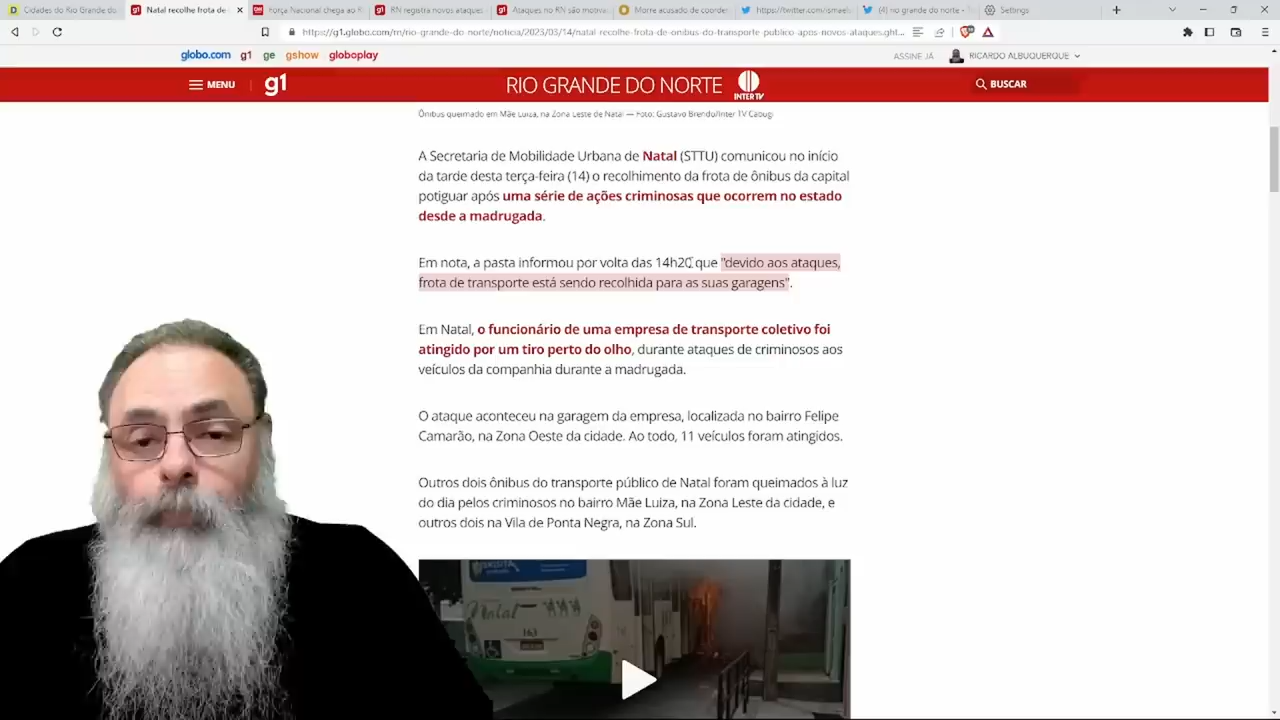 Cidades do Rio Grande do
Natal recolhe frota de
Força Nacional chega ao R
RN registra novos ataques
Ataques no RN são motiva
Morre acusado de coorden
https://twitter.com/ismael
(4) rio grande do norte -
Settings
https://g1.globo.com/rn/rio-grande-do-norte/noticia/2023/03/14/natal-recolhe-frota-de-onibus-do-transporte-publico-apos-novos-ataques.ght...
globo.com g1 ge gshow globoplay
ASSINE JÁ
RICARDO ALBUQUERQUE
MENU
g1
RIO GRANDE DO NORTE
INTER TV
BUSCAR
Ônibus queimado em Mãe Luiza, na Zona Leste de Natal — Foto: Gustavo Brendo/Inter TV Cabugi
A Secretaria de Mobilidade Urbana de Natal (STTU) comunicou no início
da tarde desta terça-feira (14) o recolhimento da frota de ônibus da capital
potiguar após uma série de ações criminosas que ocorrem no estado
desde a madrugada.
Em nota, a pasta informou por volta das 14h20 que "devido aos ataques,
frota de transporte está sendo recolhida para as suas garagens".
Em Natal, o funcionário de uma empresa de transporte coletivo foi
atingido por um tiro perto do olho, durante ataques de criminosos aos
veículos da companhia durante a madrugada.
O ataque aconteceu na garagem da empresa, localizada no bairro Felipe
Camarão, na Zona Oeste da cidade. Ao todo, 11 veículos foram atingidos.
Outros dois ônibus do transporte público de Natal foram queimados à luz
do dia pelos criminosos no bairro Mãe Luiza, na Zona Leste da cidade, e
outros dois na Vila de Ponta Negra, na Zona Sul.
Natal
163